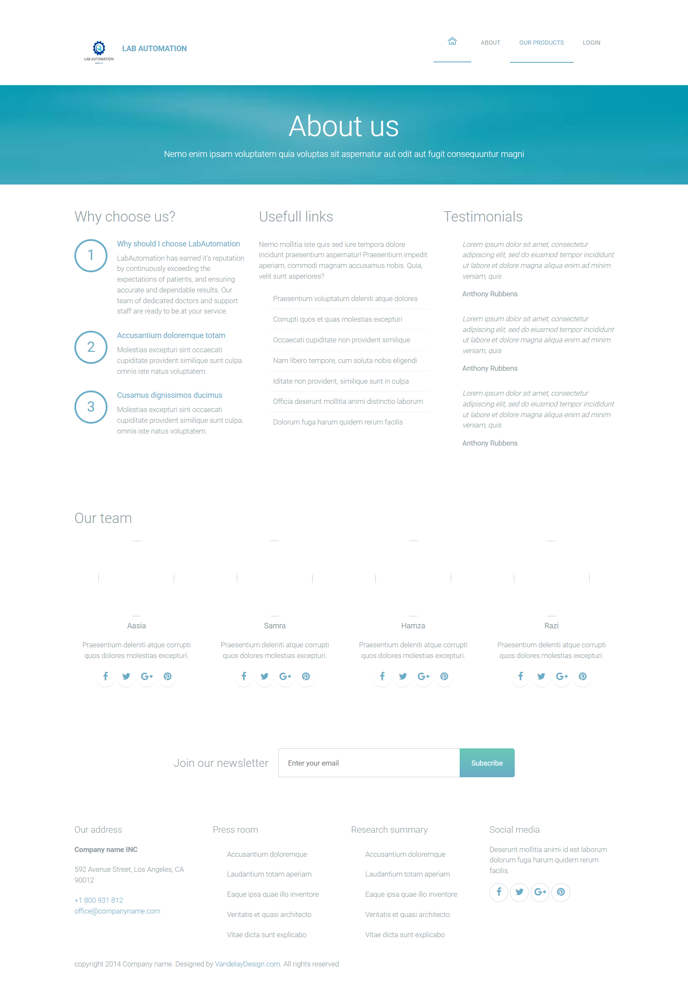 LAB AUTOMATION
LAB AUTOMATION
ABOUT
OUR PRODUCTS
LOGIN
About us
Nemo enim ipsam voluptatem quia voluptas sit aspernatur aut odit aut fugit consequuntur magni
Why choose us?
1
Why should I choose LabAutomation
LabAutomation has earned it's reputation
by continuously exceeding the
expectations of patients, and ensuring
accurate and dependable results. Our
team of dedicated doctors and support
staff are ready to be at your service.
2
Accusantium doloremque totam
Molestias excepturi sint occaecati
cupiditate provident similique sunt culpa.
omnis iste natus voluptatem.
3
Cusamus dignissimos ducimus
Molestias excepturi sint occaecati
cupiditate provident similique sunt culpa.
omnis iste natus voluptatem.
Usefull links
Nemo mollitia iste quis sed iure tempora dolore
incidunt praesentium aspernatur! Praesentium impedit
aperiam, commodi magnam accusamus nobis. Quia,
velit sunt asperiores?
Praesentium voluptatum deleniti atque dolores
Corrupti quos et quas molestias excepturi
Occaecati cupiditate non provident similique
Nam libero tempore, cum soluta nobis eligendi
Iditate non provident, similique sunt in culpa
Officia deserunt mollitia animi distinctio laborum
Dolorum fuga harum quidem rerum facilis
Testimonials
Lorem ipsum dolor sit amet, consectetur
adipiscing elit, sed do eiusmod tempor incididunt
ut labore et dolore magna aliqua enim ad minim
veniam, quis
Anthony Rubbens
Lorem ipsum dolor sit amet, consectetur
adipiscing elit, sed do eiusmod tempor incididunt
ut labore et dolore magna aliqua enim ad minim
veniam, quis
Anthony Rubbens
Lorem ipsum dolor sit amet, consectetur
adipiscing elit, sed do eiusmod tempor incididunt
ut labore et dolore magna aliqua enim ad minim
veniam, quis
Anthony Rubbens
Our team
Aasia
Praesentium deleniti atque corrupti
quos dolores molestias excepturi.
Samra
Praesentium deleniti atque corrupti
quos dolores molestias excepturi.
Hamza
Praesentium deleniti atque corrupti
quos dolores molestias excepturi.
Razi
Praesentium deleniti atque corrupti
quos dolores molestias excepturi.
Join our newsletter
Enter your email
Subscribe
Our address
Company name INC
592 Avenue Street, Los Angeles, CA
90012
+1 800 931 812
office@companyname.com
Press room
Accusantium doloremque
Laudantium totam aperiam
Eaque ipsa quae illo inventore
Veritatis et quasi architecto
Vitae dicta sunt explicabo
Research summary
Accusantium doloremque
Laudantium totam aperiam
Eaque ipsa quae illo inventore
Veritatis et quasi architecto
Vitae dicta sunt explicabo
Social media
Deserunt mollitia animi id est laborum
dolorum fuga harum quidem rerum
facilis.
copyright 2014 Company name. Designed by VandelayDesign.com. All rights reserved